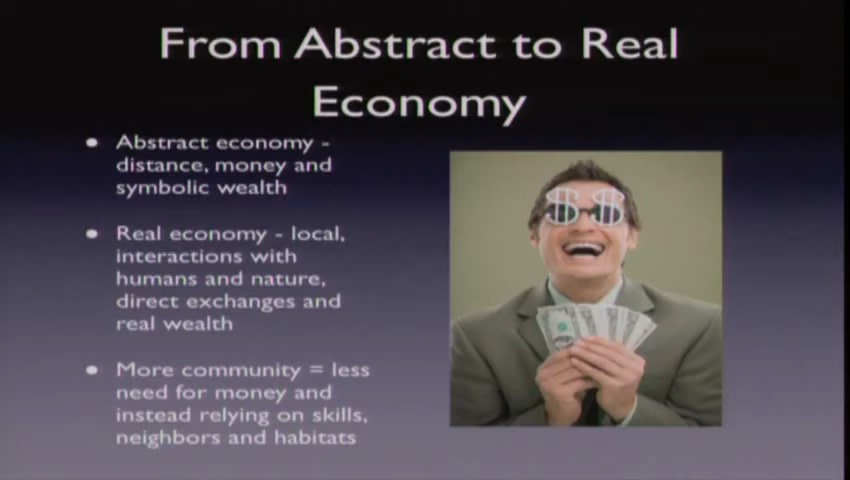 From Abstract to Real
Economy
• Abstract economy -
distance, money and
symbolic wealth
• Real economy - local,
interactions with
humans and nature,
direct exchanges and
real wealth
• More community = less
need for money and
instead relying on skills,
neighbors and habitats